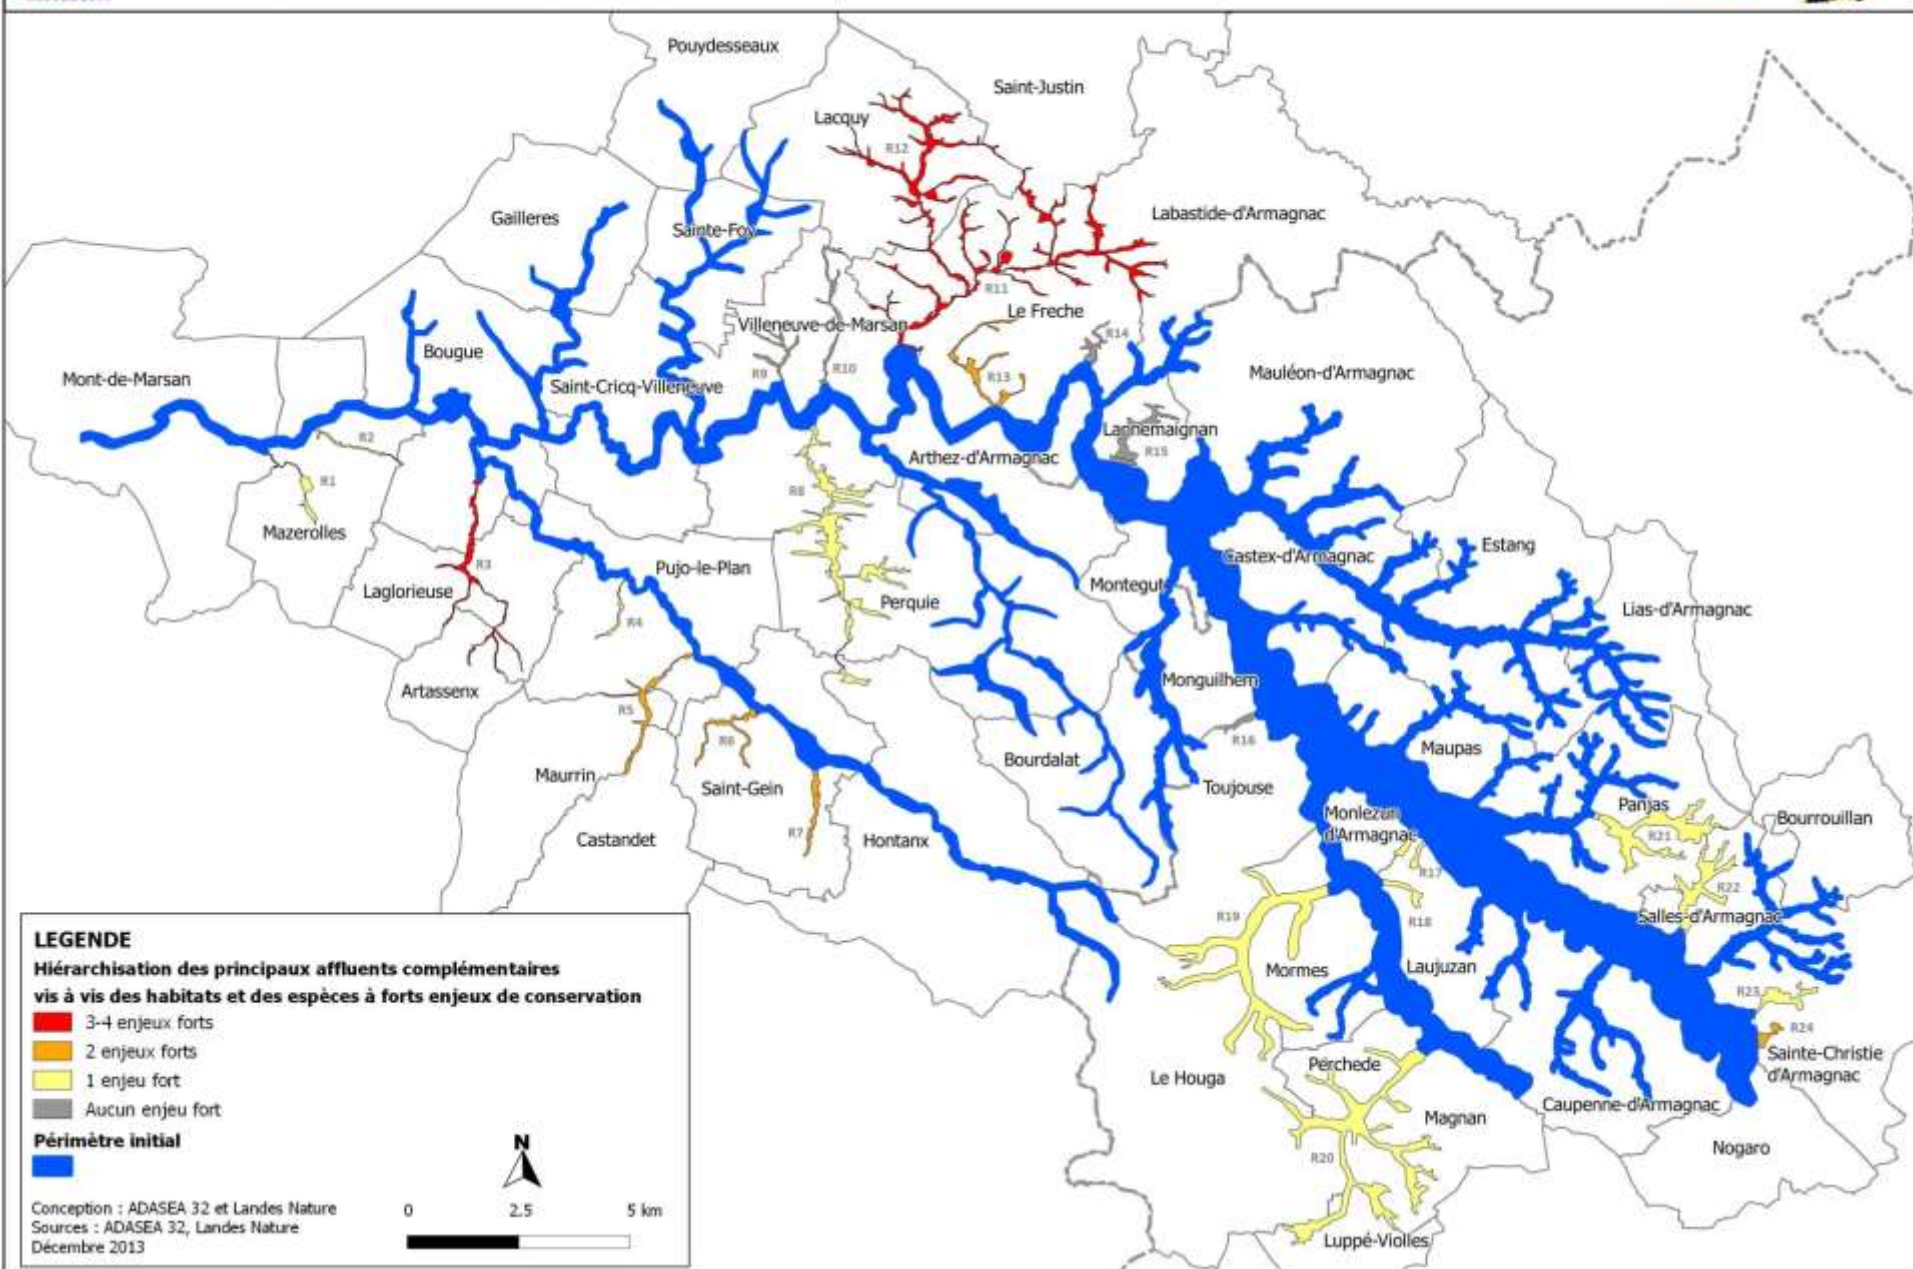 Pouydesseaux
Saint-Justin
Lacquy
R12
Gailleres
Sainte-Foy
Labastide-d'Armagnac
R11
Le Freche
Villeneuve-de-Marsan
R14
Bougue
Mont-de-Marsan
Saint-Cricq-Villeneuve
R9
R10
R13
Mauléon-d'Armagnac
R2
Lannemaignan
R15
Arthez-d'Armagnac
R1
R8
Mazerolles
Castex-d'Armagnac
Estang
R3
Pujo-le-Plan
Laglorieuse
Montegut
Perquie
Lias-d'Armagnac
R4
Artassenx
Monguilhem
R5
R6
R16
Maupas
Maurrin
Saint-Gein
Bourdalat
Toujouse
R7
Castandet
Hontanx
Monlezun
d'Armagnac
Panjas
R21
Bourrouillan
R17
R22
R19
R18
Salles-d'Armagnac
Mormes
Laujuzan
R23
R24
Sainte-Christie
d'Armagnac
Perchede
Le Houga
Caupenne-d'Armagnac
Magnan
Nogaro
R20
Luppé-Violles
LEGENDE
Hiérarchisation des principaux affluents complémentaires
vis à vis des habitats et des espèces à forts enjeux de conservation
3-4 enjeux forts
2 enjeux forts
1 enjeu fort
Aucun enjeu fort
Périmètre initial
N
Conception : ADASEA 32 et Landes Nature
Sources : ADASEA 32, Landes Nature
Décembre 2013
0 2.5 5 km